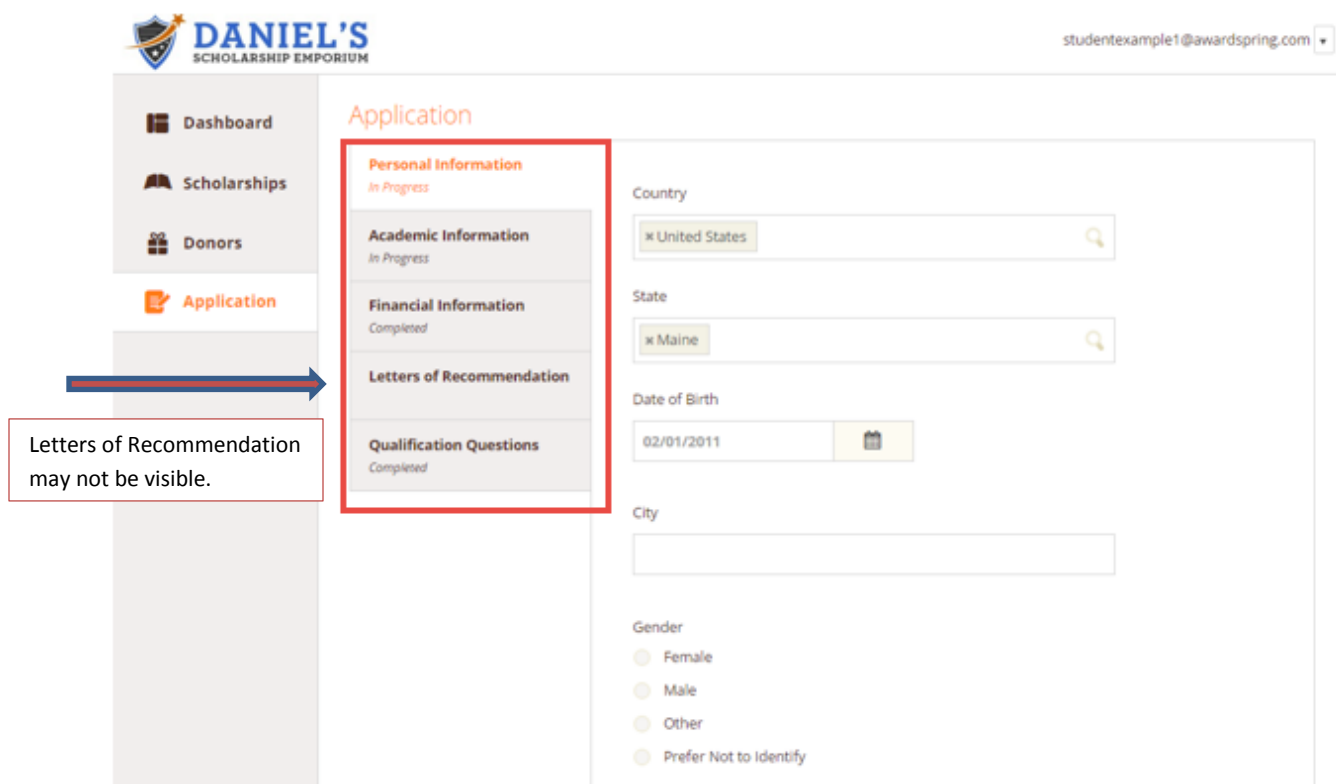 DANIEL'S
SCHOLARSHIP EMPORIUM
studentexample1@awardspring.com
Dashboard
Scholarships
Donors
Application
Application
Personal Information
In Progress
Academic Information
In Progress
Financial Information
Completed
Letters of Recommendation
Qualification Questions
Completed
Letters of Recommendation
may not be visible.
Country
× United States
State
× Maine
Date of Birth
02/01/2011
City
Gender
Female
Male
Other
Prefer Not to Identify